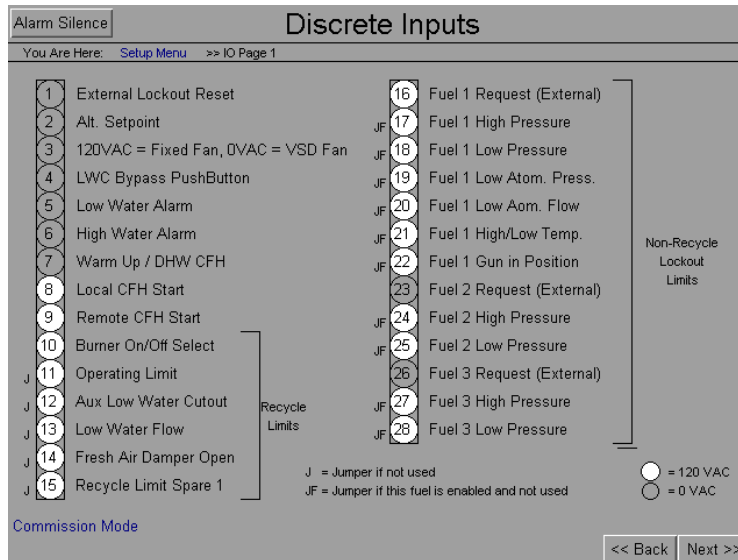 Alarm Silence
Discrete Inputs
You Are Here: Setup Menu >> IO Page 1
1 External Lockout Reset
2 Alt. Setpoint
3 120VAC = Fixed Fan, 0VAC = VSD Fan
4 LWC Bypass PushButton
5 Low Water Alarm
6 High Water Alarm
7 Warm Up / DHW CFH
8 Local CFH Start
9 Remote CFH Start
10 Burner On/Off Select
J 11 Operating Limit
J 12 Aux Low Water Cutout
J 13 Low Water Flow
J 14 Fresh Air Damper Open
J 15 Recycle Limit Spare 1
Recycle
Limits
16 Fuel 1 Request (External)
JF 17 Fuel 1 High Pressure
JF 18 Fuel 1 Low Pressure
JF 19 Fuel 1 Low Atom. Press.
JF 20 Fuel 1 Low Aom. Flow
JF 21 Fuel 1 High/Low Temp.
JF 22 Fuel 1 Gun in Position
23 Fuel 2 Request (External)
JF 24 Fuel 2 High Pressure
JF 25 Fuel 2 Low Pressure
26 Fuel 3 Request (External)
JF 27 Fuel 3 High Pressure
JF 28 Fuel 3 Low Pressure
Non-Recycle
Lockout
Limits
J = Jumper if not used
JF = Jumper if this fuel is enabled and not used
= 120 VAC
= 0 VAC
Commission Mode
<< Back
Next >>